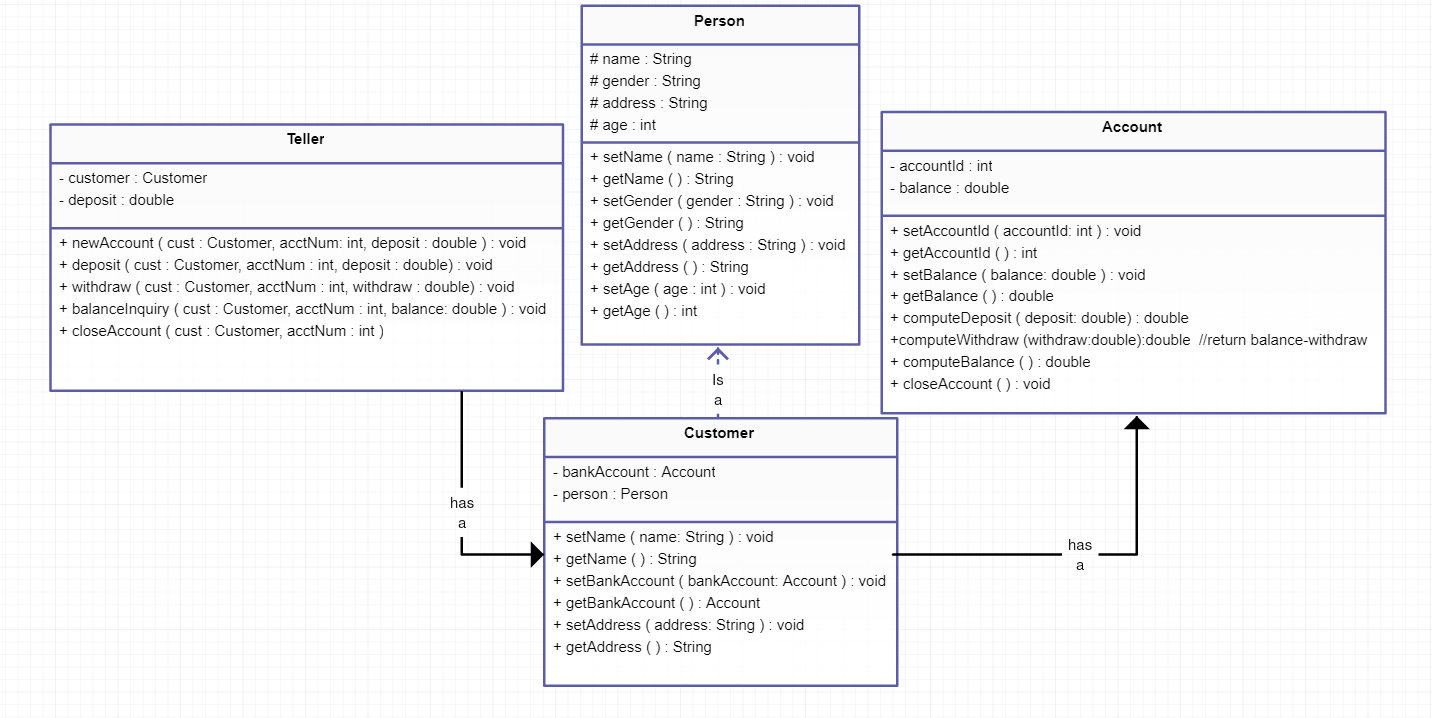 Person
# name : String
# gender : String
# address : String
# age : int
+ setName ( name : String ) : void
+ getName ( ) : String
+ setGender ( gender : String ) : void
+ getGender ( ) : String
+ setAddress ( address : String ) : void
+ getAddress ( ) : String
+ setAge ( age : int ) : void
+ getAge ( ) : int
Teller
- customer : Customer
- deposit : double
+ newAccount ( cust : Customer, acctNum: int, deposit : double ) : void
+ deposit ( cust : Customer, acctNum : int, deposit : double) : void
+ withdraw ( cust : Customer, acctNum : int, withdraw : double) : void
+ balanceInquiry ( cust : Customer, acctNum : int, balance: double ) : void
+ closeAccount ( cust : Customer, acctNum : int )
Account
- accountId : int
- balance : double
+ setAccountId ( accountId: int ) : void
+ getAccountId ( ) : int
+ setBalance ( balance: double ) : void
+ getBalance ( ) : double
+ computeDeposit ( deposit: double) : double
+computeWithdraw (withdraw:double):double //return balance-withdraw
+ computeBalance ( ) : double
+ closeAccount ( ) : void
Is
a
Customer
- bankAccount : Account
- person : Person
+ setName ( name: String ) : void
+ getName ( ) : String
+ setBankAccount ( bankAccount: Account ) : void
+ getBankAccount ( ) : Account
+ setAddress ( address: String ) : void
+ getAddress ( ) : String
has
a
has
a